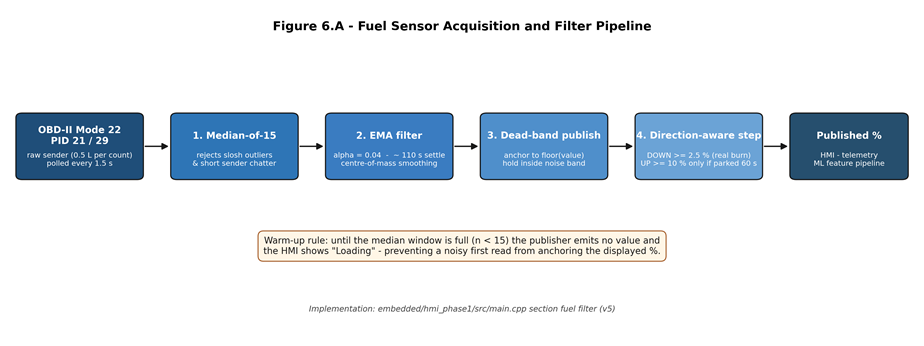 Figure 6.A - Fuel Sensor Acquisition and Filter Pipeline
OBD-II Mode 22
PID 21 / 29
raw sender (0.5 L per count)
polled every 1.5 s
1. Median-of-15
rejects slosh outliers
& short sender chatter
2. EMA filter
alpha = 0.04 - ~ 110 s settle
centre-of-mass smoothing
3. Dead-band publish
anchor to floor(value)
hold inside noise band
4. Direction-aware step
DOWN >= 2.5 % (real burn)
UP >= 10 % only if parked 60 s
Published %
HMI - telemetry
ML feature pipeline
Warm-up rule: until the median window is full (n < 15) the publisher emits no value and
the HMI shows "Loading" - preventing a noisy first read from anchoring the displayed %.
Implementation: embedded/hmi_phase1/src/main.cpp section fuel filter (v5)